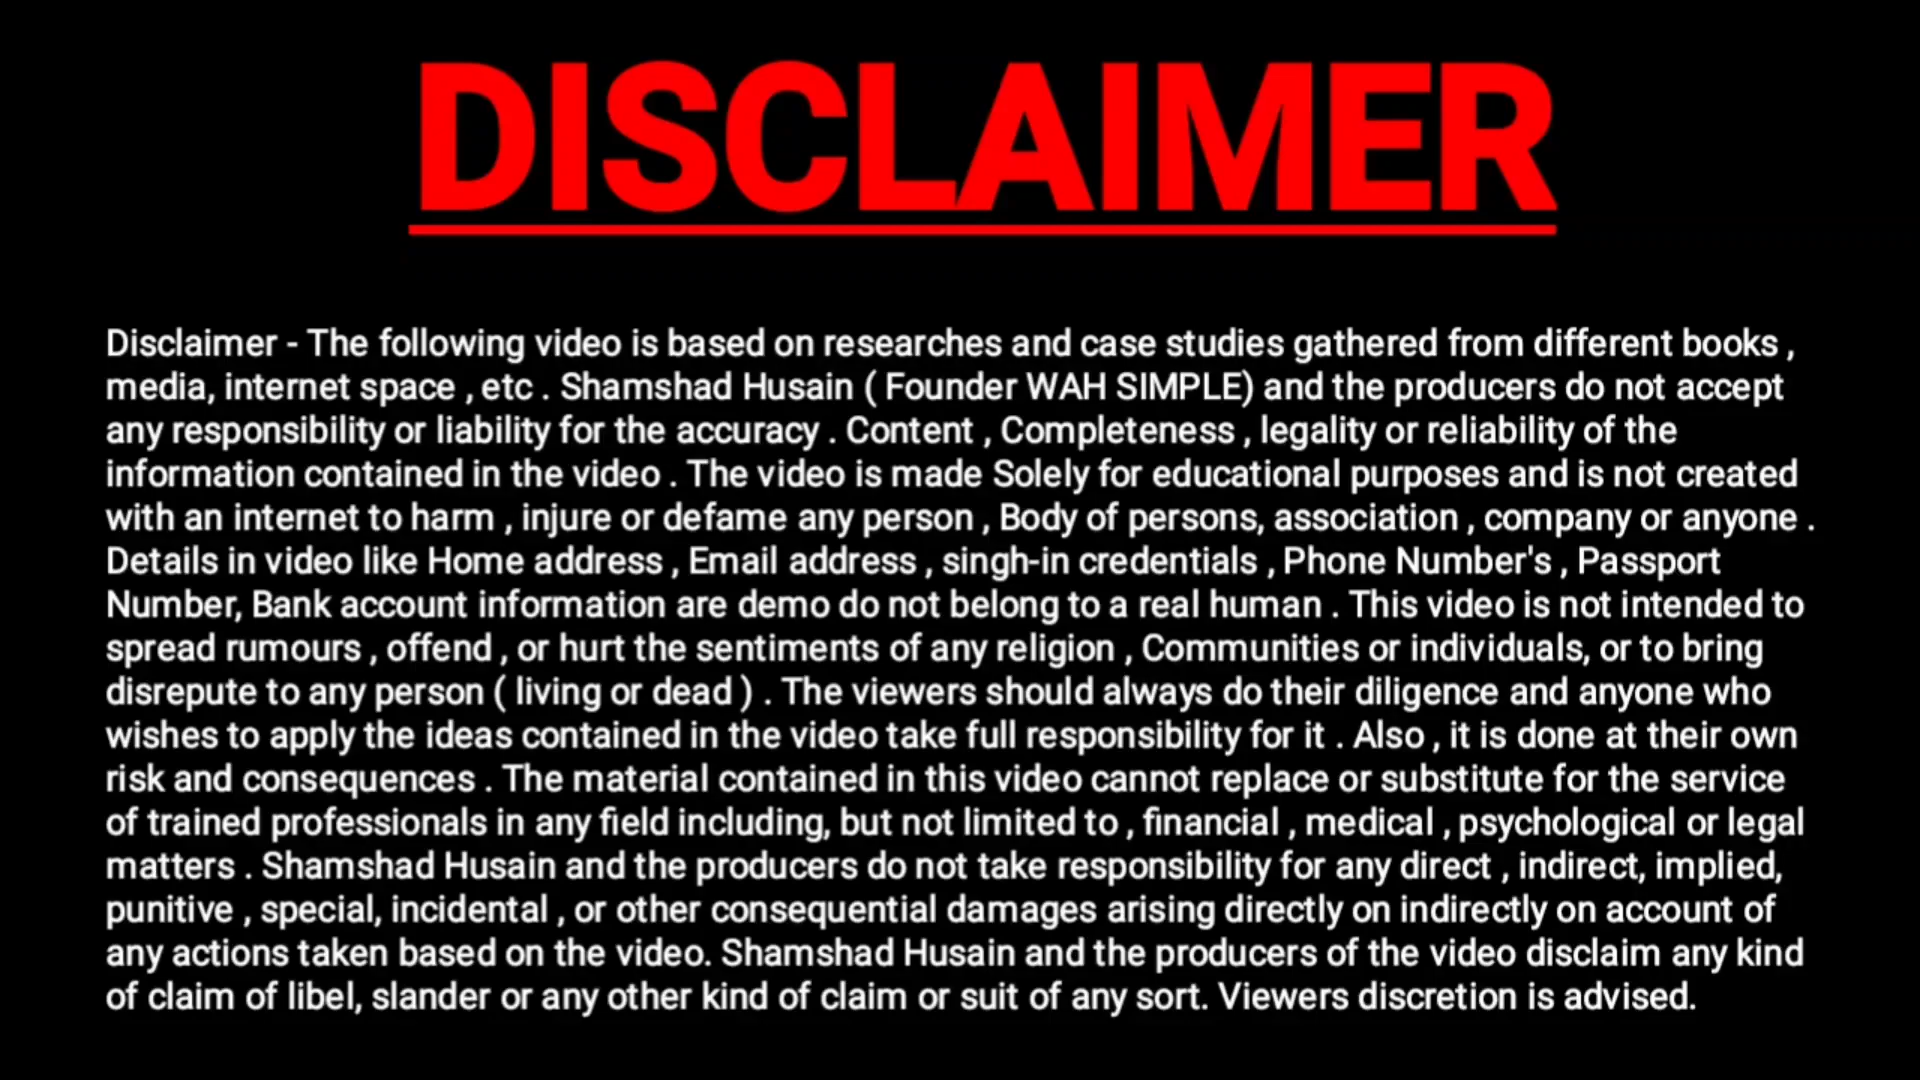 DISCLAIMER
Disclaimer - The following video is based on researches and case studies gathered from different books ,
media, internet space , etc . Shamshad Husain ( Founder WAH SIMPLE) and the producers do not accept
any responsibility or liability for the accuracy . Content , Completeness , legality or reliability of the
information contained in the video . The video is made Solely for educational purposes and is not created
with an internet to harm , injure or defame any person , Body of persons, association , company or anyone .
Details in video like Home address , Email address , singh-in credentials , Phone Number's , Passport
Number, Bank account information are demo do not belong to a real human . This video is not intended to
spread rumours , offend , or hurt the sentiments of any religion , Communities or individuals, or to bring
disrepute to any person ( living or dead ) . The viewers should always do their diligence and anyone who
wishes to apply the ideas contained in the video take full responsibility for it . Also , it is done at their own
risk and consequences . The material contained in this video cannot replace or substitute for the service
of trained professionals in any field including, but not limited to , financial , medical , psychological or legal
matters . Shamshad Husain and the producers do not take responsibility for any direct , indirect, implied,
punitive , special, incidental , or other consequential damages arising directly on indirectly on account of
any actions taken based on the video. Shamshad Husain and the producers of the video disclaim any kind
of claim of libel, slander or any other kind of claim or suit of any sort. Viewers discretion is advised.